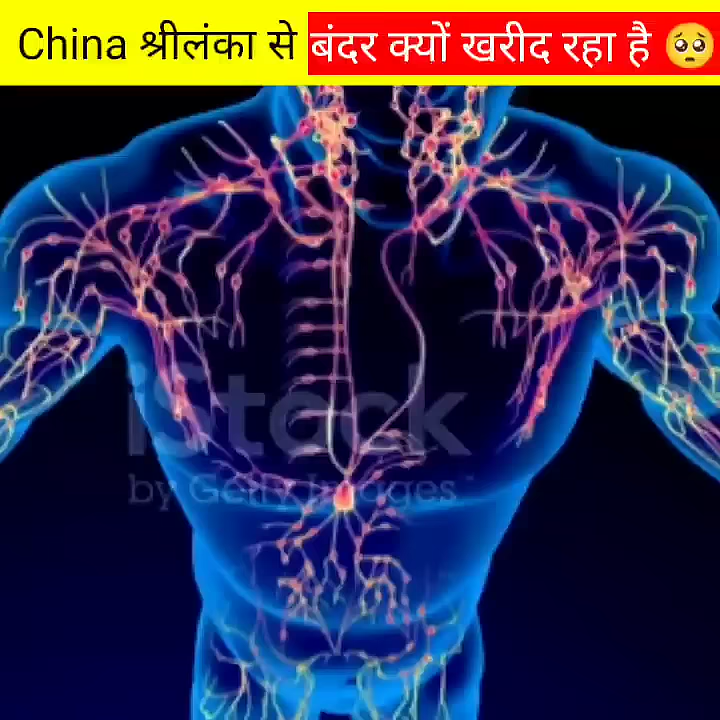 China श्रीलंका से बंदर क्यों खरीद रहा है 🥺
iStock
by Getty Images